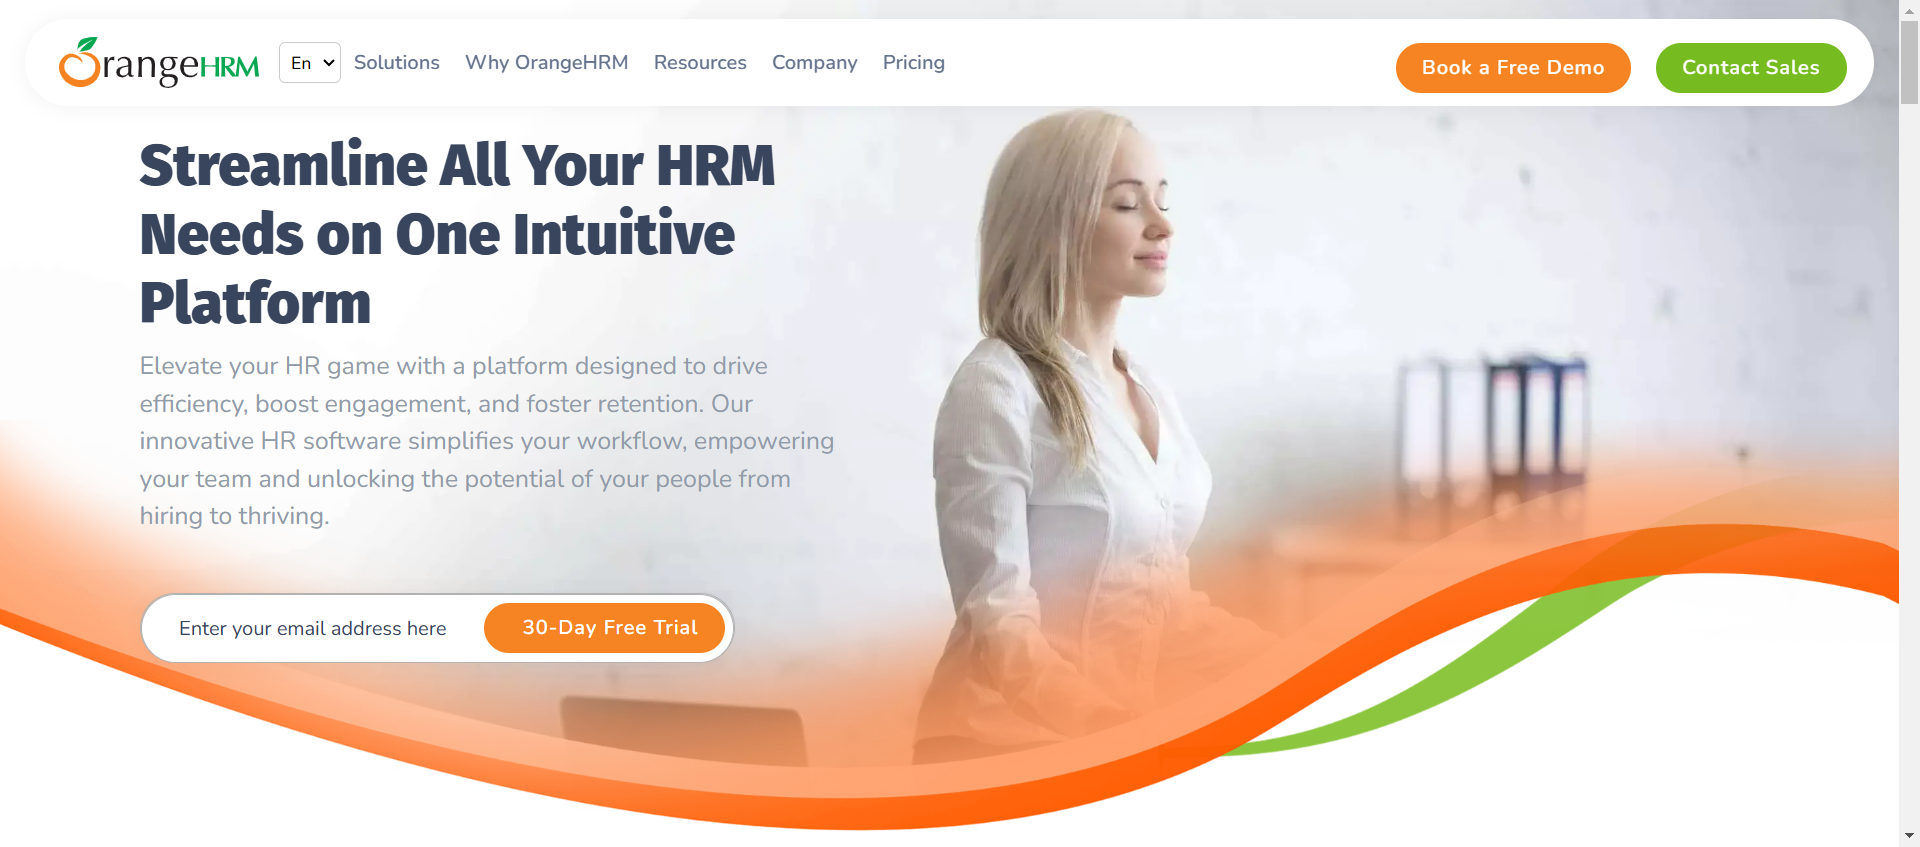 OrangeHRM
En
Solutions
Why OrangeHRM
Resources
Company
Pricing
Book a Free Demo
Contact Sales
Streamline All Your HRM
Needs on One Intuitive
Platform
Elevate your HR game with a platform designed to drive
efficiency, boost engagement, and foster retention. Our
innovative HR software simplifies your workflow, empowering
your team and unlocking the potential of your people from
hiring to thriving.
Enter your email address here
30-Day Free Trial